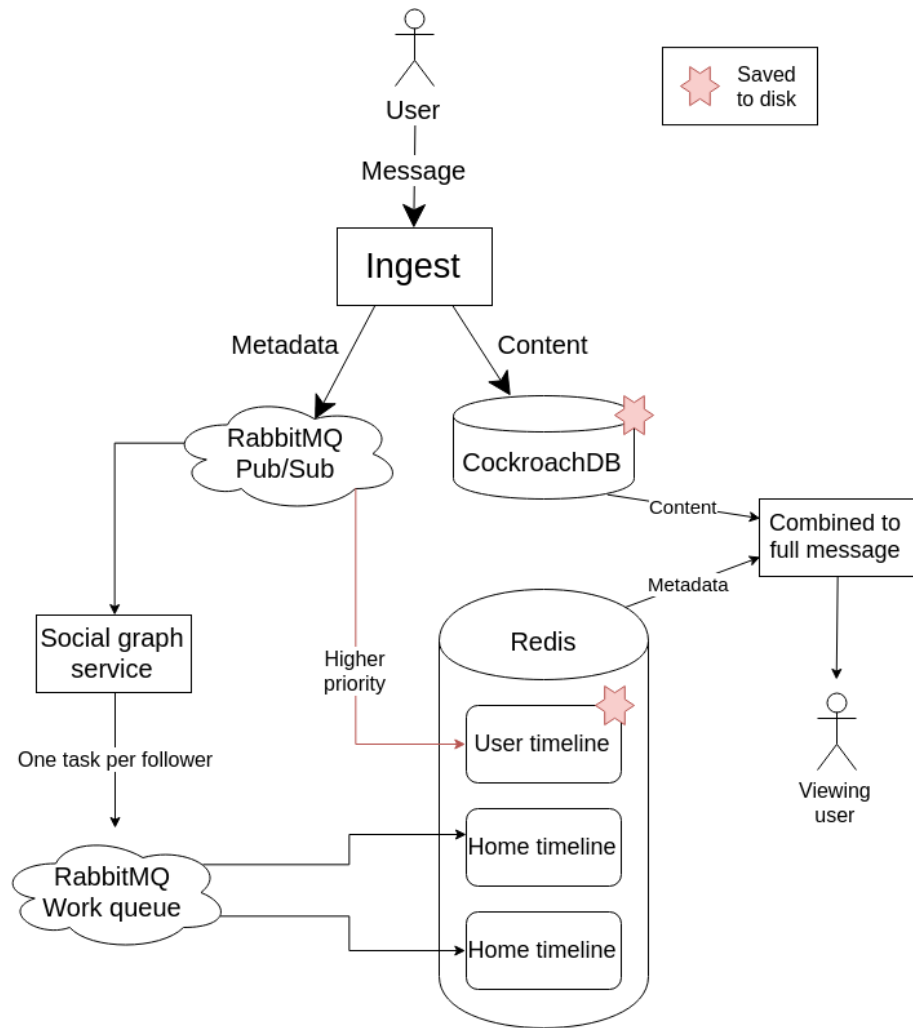 User
Saved
to disk
Message
Ingest
Metadata
Content
RabbitMQ
Pub/Sub
CockroachDB
Content
Combined to
full message
Metadata
Social graph
service
Redis
Higher
priority
User timeline
One task per follower
Viewing
user
Home timeline
RabbitMQ
Work queue
Home timeline